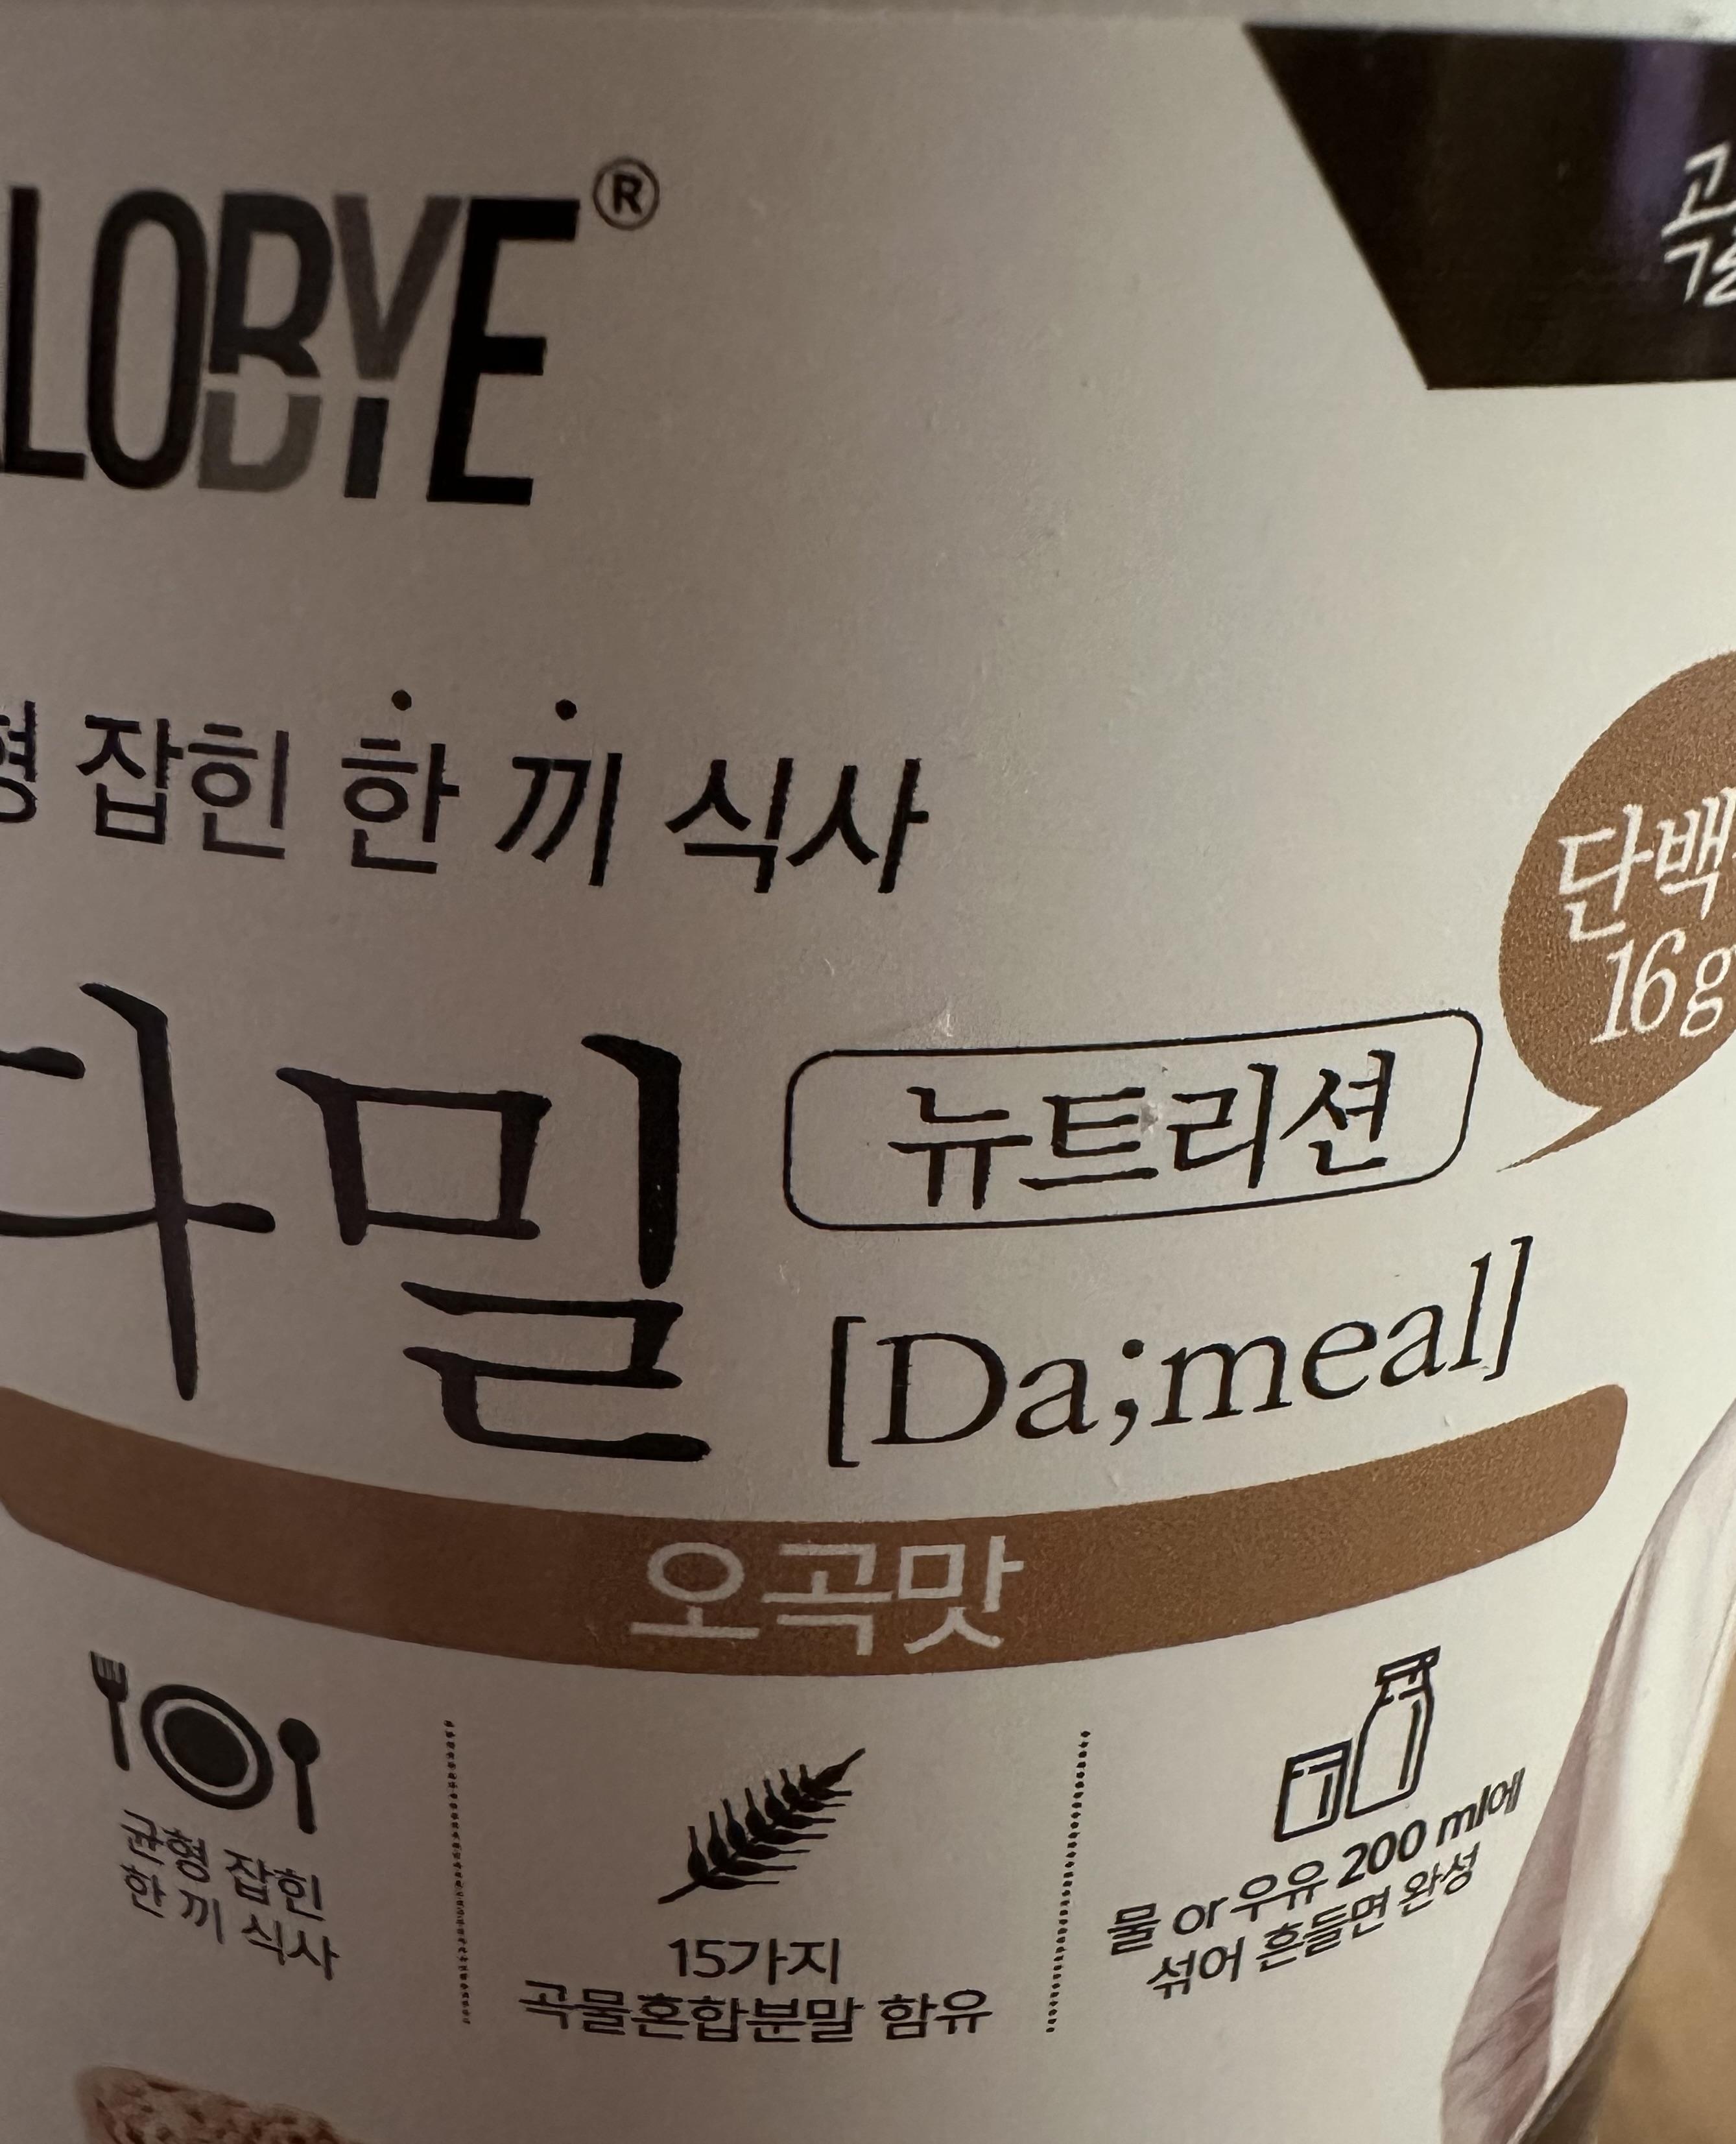 LOBYE®
잡힌 한 끼 식사
단백
16g
다밀
뉴트리션
[Da;meal]
오곡맛
균형 잡힌
한 끼 식사
15가지
곡물혼합분말 함유
물 or 우유 200 ml에
섞어 흔들면 완성